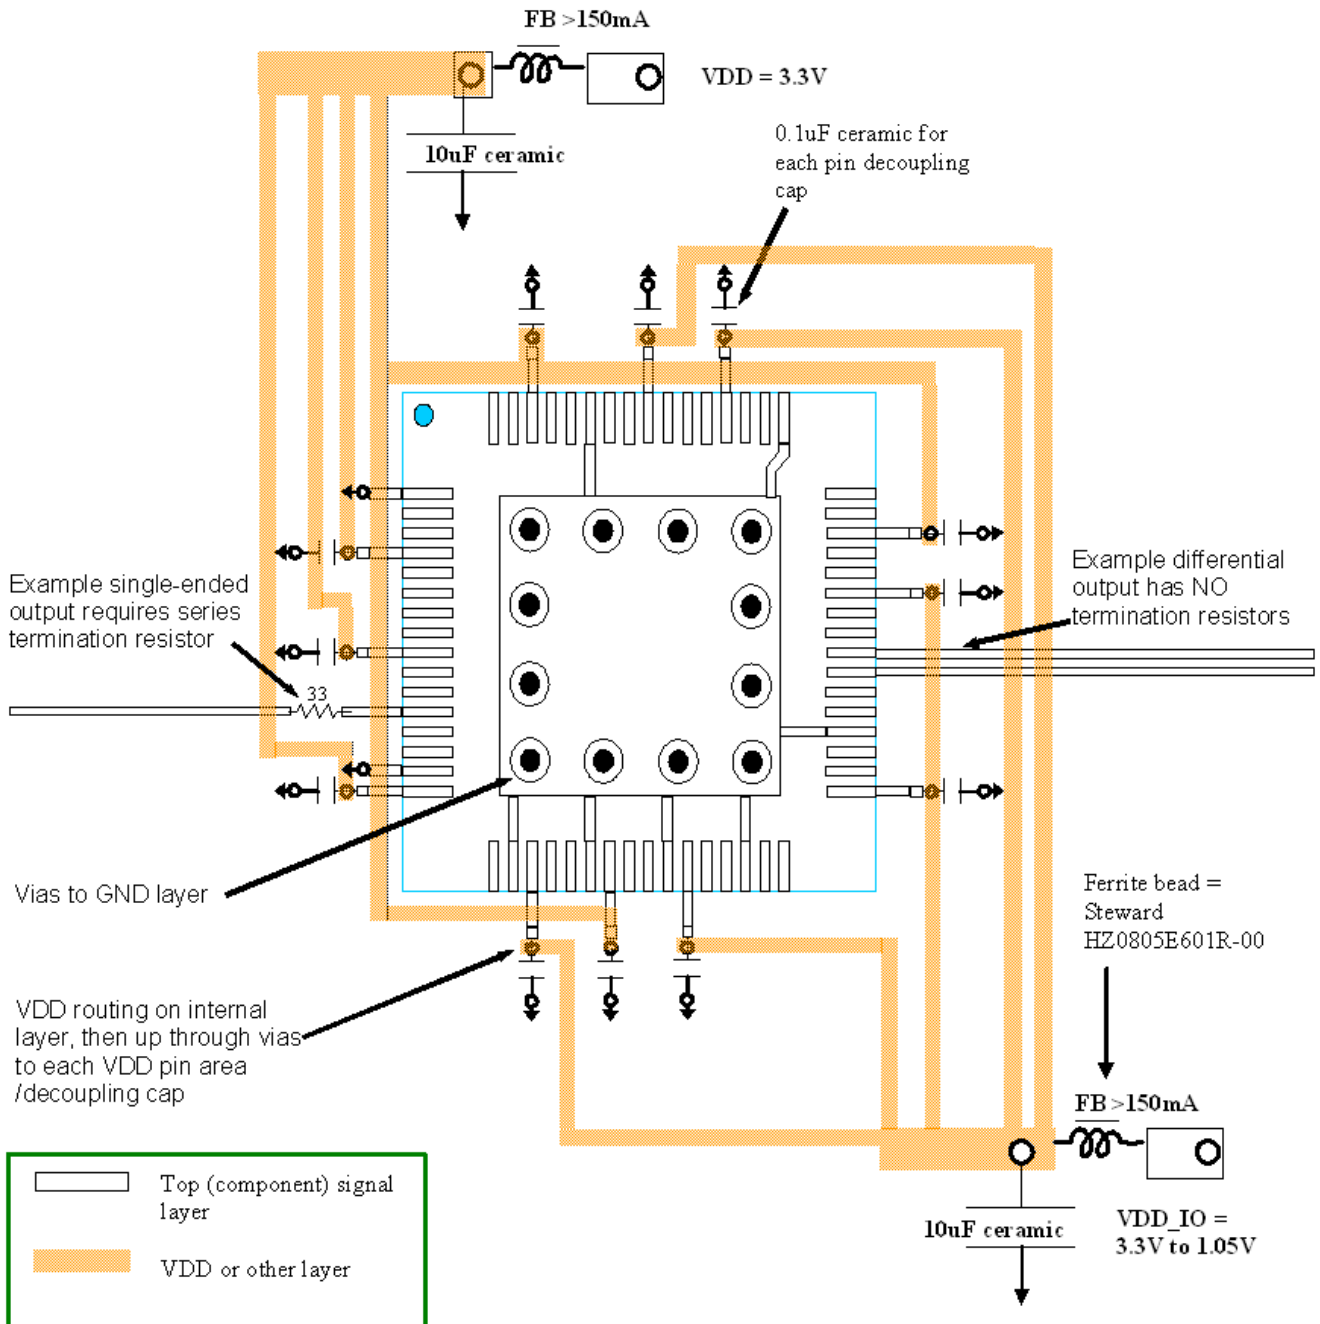 FB >150mA
VDD = 3.3V
10uF ceramic
0.1uF ceramic for
each pin decoupling
cap
Example single-ended
output requires series
termination resistor
33
Example differential
output has NO
termination resistors
Vias to GND layer
Ferrite bead =
Steward
HZ0805E601R-00
VDD routing on internal
layer, then up through vias
to each VDD pin area
/decoupling cap
FB >150mA
10uF ceramic
VDD_IO =
3.3V to 1.05V
Top (component) signal
layer
VDD or other layer